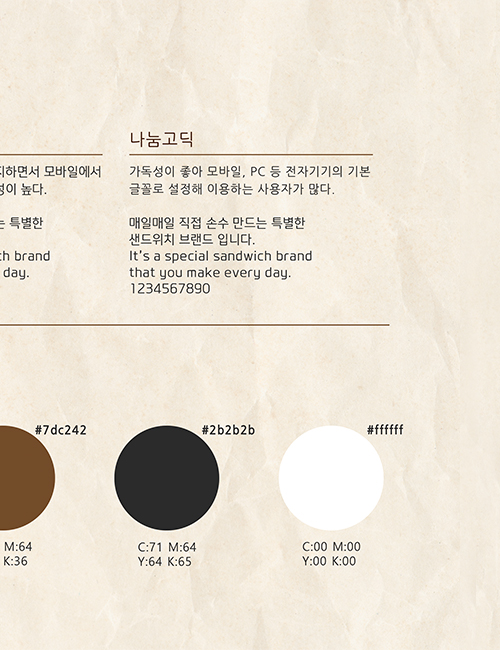 나눔고딕
지하면서 모바일에서
성이 높다.
는 특별한
ch brand
day.
가독성이 좋아 모바일, PC 등 전자기기의 기본
글꼴로 설정해 이용하는 사용자가 많다.
매일매일 직접 손수 만드는 특별한
샌드위치 브랜드 입니다.
It's a special sandwich brand
that you make every day.
1234567890
#7dc242
#2b2b2b
#ffffff
M:64
K:36
C:71 M:64
Y:64 K:65
C:00 M:00
Y:00 K:00